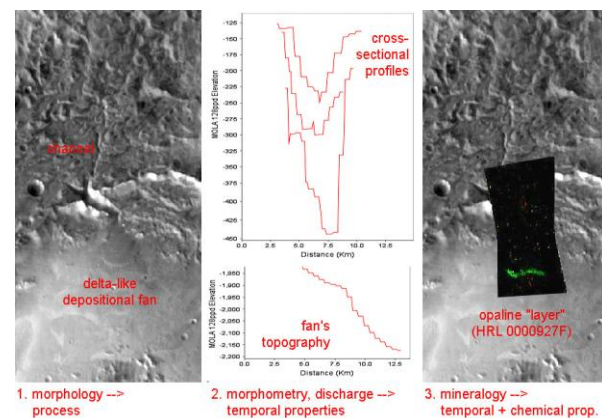 channel
delta-like
depositional fan
1. morphology -->
process
-125
-150
-175
-200
-225
-250
-275
-300
-325
-350
-375
-400
-425
-450
MOLA 128ppd Elevation
0.0 2.5 5.0 7.5 10.0 12.5
Distance (Km)
cross-
sectional
profiles
-1,850
-1,900
-1,950
-2,000
-2,050
-2,100
-2,150
-2,200
MOLA 128ppd Elevation
0.0 2.5 5.0 7.5 10.0 12.5
Distance (Km)
fan's
topography
2. morphometry, discharge -->
temporal properties
opaline "layer"
(HRL 0000927F)
3. mineralogy -->
temporal + chemical prop.